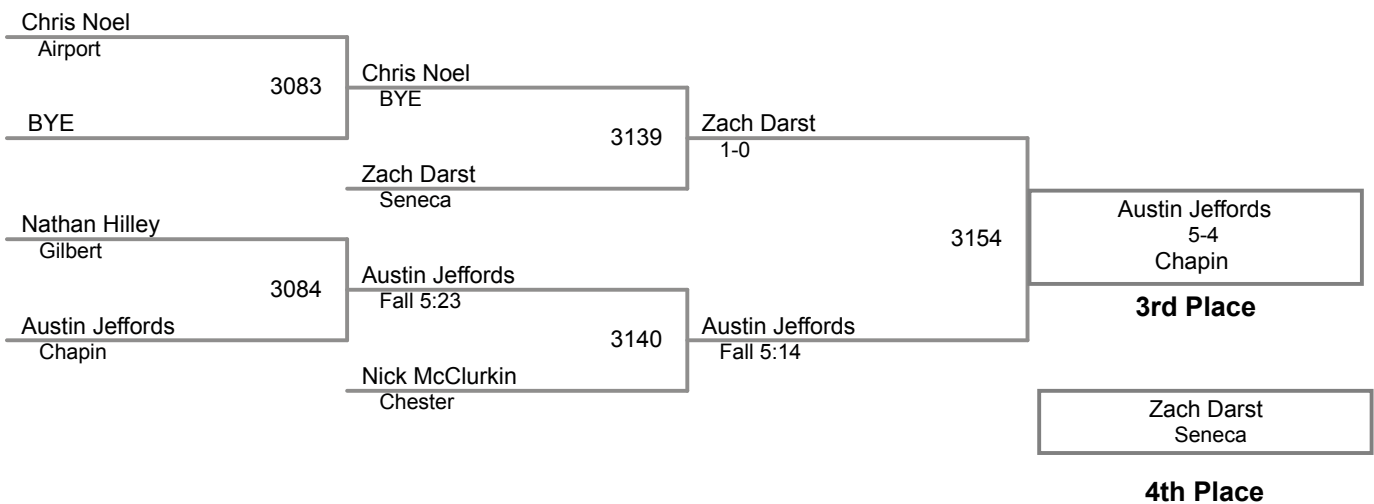 Chris Noel
Airport
3083
BYE
Chris Noel
BYE
3139
Zach Darst
Seneca
Zach Darst
1-0
Nathan Hilley
Gilbert
3084
Austin Jeffords
Chapin
Austin Jeffords
Fall 5:23
3140
Nick McClurkin
Chester
Austin Jeffords
Fall 5:14
3154
Austin Jeffords
5-4
Chapin
3rd Place
Zach Darst
Seneca
4th Place